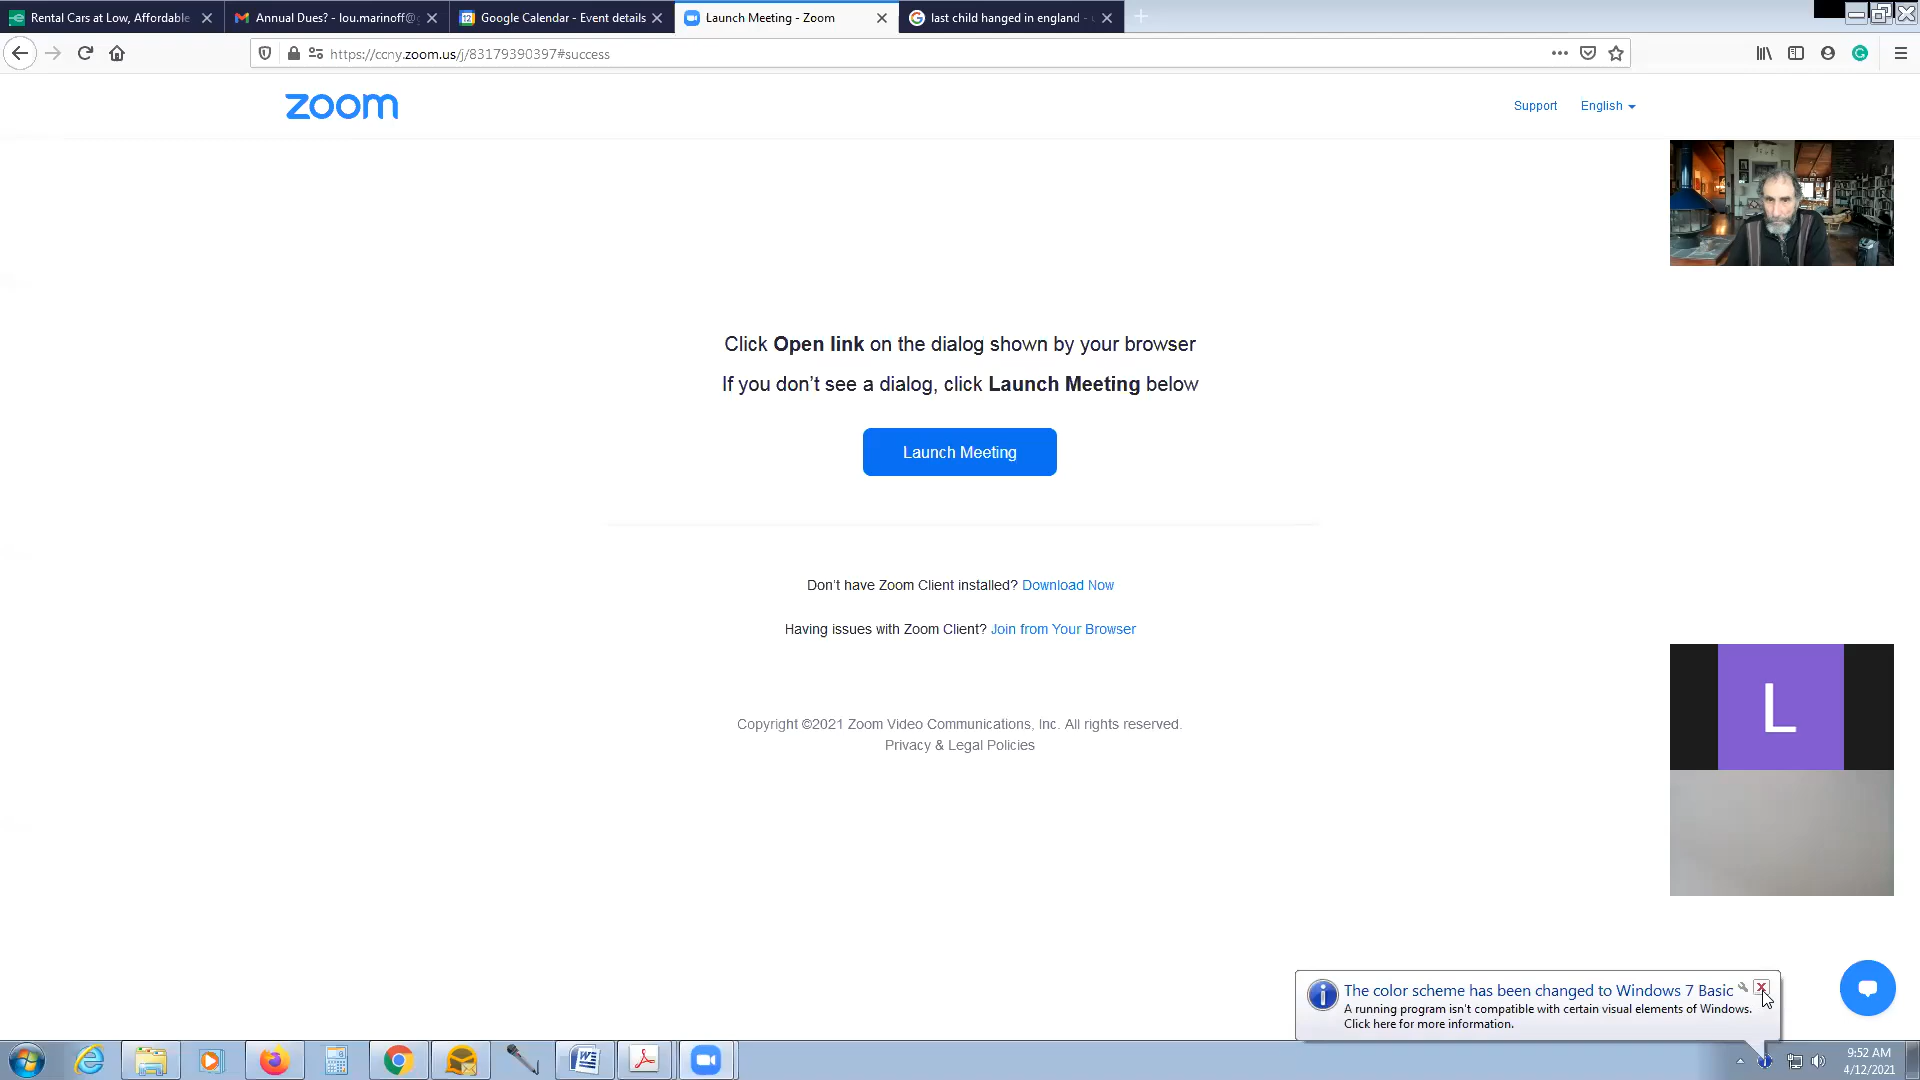 Rental Cars at Low, Affordable
Annual Dues? - lou.marinoff@
Google Calendar - Event details
Launch Meeting - Zoom
last child hanged in england -
https://ccny.zoom.us/j/83179390397#success
zoom
Support
English
Click Open link on the dialog shown by your browser
If you don’t see a dialog, click Launch Meeting below
Launch Meeting
Don’t have Zoom Client installed? Download Now
Having issues with Zoom Client? Join from Your Browser
Copyright ©2021 Zoom Video Communications, Inc. All rights reserved.
Privacy & Legal Policies
L
The color scheme has been changed to Windows 7 Basic
A running program isn't compatible with certain visual elements of Windows.
Click here for more information.
9:52 AM
4/12/2021